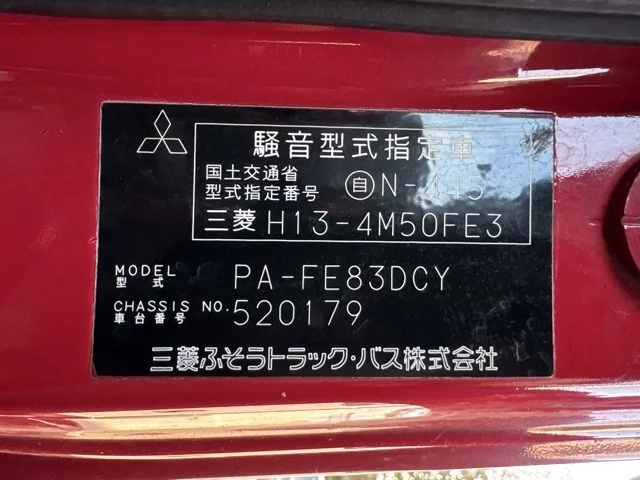 騒音型式指定車
国土交通省
型式指定番号 自 N-445
三菱 H13-4M50FE3
MODEL 型式 PA-FE83DCY
CHASSIS NO. 車台番号 520179
三菱ふそうトラック・バス株式会社